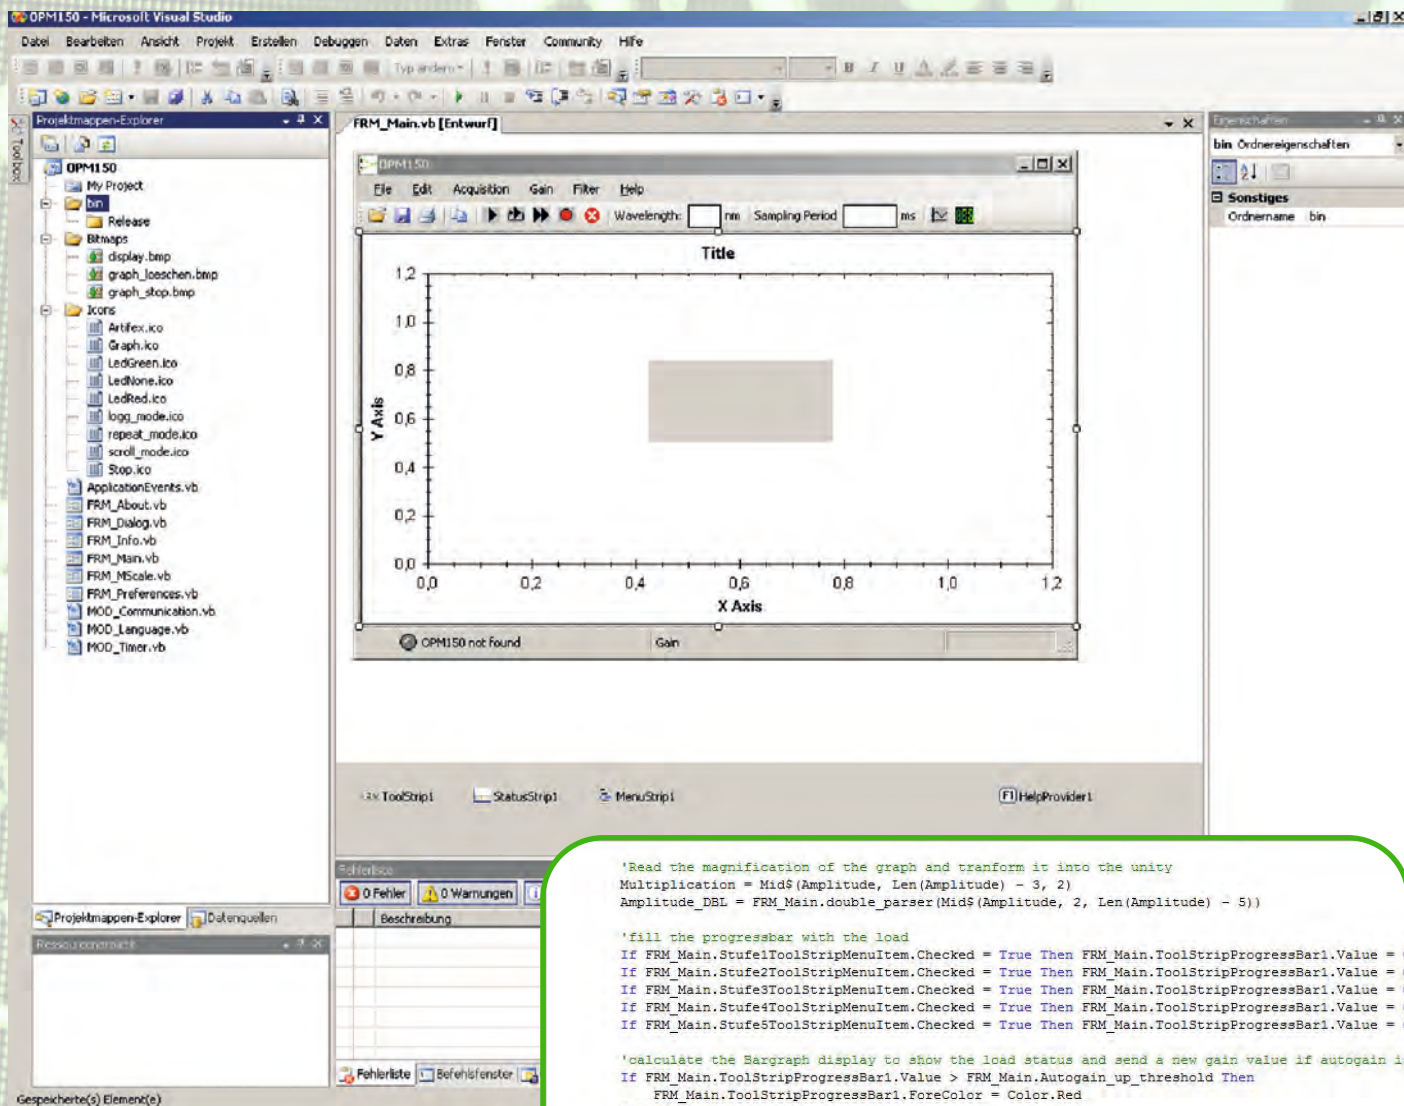 OPM150 - Microsoft Visual Studio
Datei Bearbeiten Ansicht Projekt Erstellen Debuggen Daten Extras Fenster Community Hilfe
Typ ändern
B I U A
Toolbox
Projektmappen-Explorer
OPM150
My Project
bin
Release
Bitmaps
display.bmp
graph_loeschen.bmp
graph_stop.bmp
Icons
Artifex.ico
Graph.ico
LedGreen.ico
LedNone.ico
LedRed.ico
logg_mode.ico
repeat_mode.ico
scroll_mode.ico
Stop.ico
ApplicationEvents.vb
FRM_About.vb
FRM_Dialog.vb
FRM_Info.vb
FRM_Main.vb
FRM_MScale.vb
FRM_Preferences.vb
MOD_Communication.vb
MOD_Language.vb
MOD_Timer.vb
Projektmappen-Explorer Datenquellen
Ressourcenansicht
Gespeicherte(s) Element(e)
FRM_Main.vb [Entwurf]
OPM150
File Edit Acquisition Gain Filter Help
Wavelength: nm Sampling Period ms
Title
1,2
1,0
0,8
0,6
0,4
0,2
0,0
Y Axis
0,0 0,2 0,4 0,6 0,8 1,0 1,2
X Axis
OPM150 not found Gain
ToolStrip1 StatusStrip1 MenuStrip1 HelpProvider1
Fehlerliste
0 Fehler 0 Warnungen
Beschreibung
Fehlerliste Befehlsfenster
Eigenschaften
bin Ordnereigenschaften
Sonstiges
Ordnername bin
'Read the magnification of the graph and tranform it into the unity
Multiplication = Mid$(Amplitude, Len(Amplitude) - 3, 2)
Amplitude_DBL = FRM_Main.double_parser(Mid$(Amplitude, 2, Len(Amplitude) - 5))
'fill the progressbar with the load
If FRM_Main.Stufe1ToolStripMenuItem.Checked = True Then FRM_Main.ToolStripProgressBar1.Value =
If FRM_Main.Stufe2ToolStripMenuItem.Checked = True Then FRM_Main.ToolStripProgressBar1.Value =
If FRM_Main.Stufe3ToolStripMenuItem.Checked = True Then FRM_Main.ToolStripProgressBar1.Value =
If FRM_Main.Stufe4ToolStripMenuItem.Checked = True Then FRM_Main.ToolStripProgressBar1.Value =
If FRM_Main.Stufe5ToolStripMenuItem.Checked = True Then FRM_Main.ToolStripProgressBar1.Value =
'calculate the Bargraph display to show the load status and send a new gain value if autogain
If FRM_Main.ToolStripProgressBar1.Value > FRM_Main.Autogain_up_threshold Then
FRM_Main.ToolStripProgressBar1.ForeColor = Color.Red